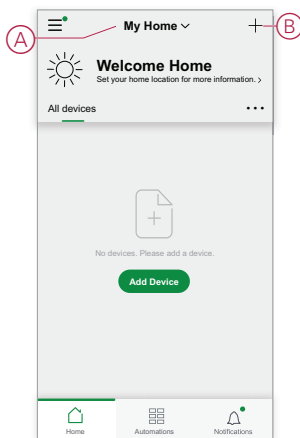 A
My Home
B
Welcome Home
Set your home location for more information. >
All devices
No devices. Please add a device.
Add Device
Home
Automations
Notifications